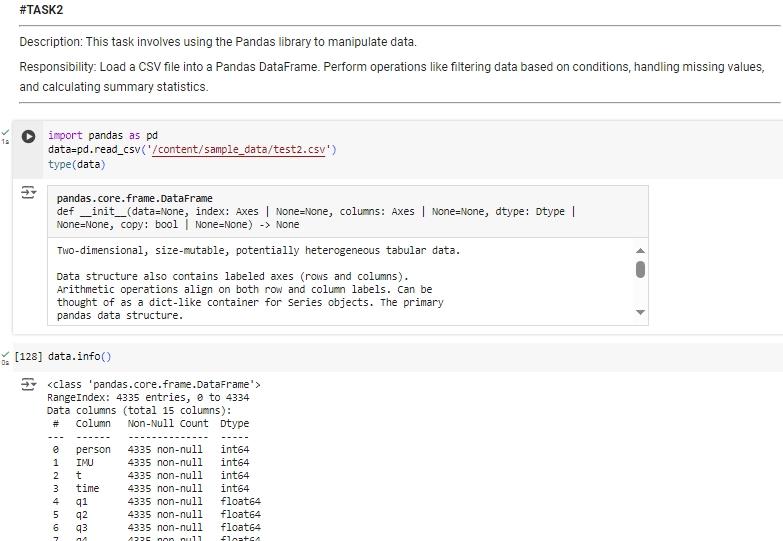 #TASK2
Description: This task involves using the Pandas library to manipulate data.
Responsibility: Load a CSV file into a Pandas DataFrame. Perform operations like filtering data based on conditions, handling missing values,
and calculating summary statistics.
1s
import pandas as pd
data=pd.read_csv('/content/sample_data/test2.csv')
type(data)
pandas.core.frame.DataFrame
def __init__(data=None, index: Axes | None=None, columns: Axes | None=None, dtype: Dtype |
None=None, copy: bool | None=None) -> None
Two-dimensional, size-mutable, potentially heterogeneous tabular data.
Data structure also contains labeled axes (rows and columns).
Arithmetic operations align on both row and column labels. Can be
thought of as a dict-like container for Series objects. The primary
pandas data structure.
0s
[128] data.info()
<class 'pandas.core.frame.DataFrame'>
RangeIndex: 4335 entries, 0 to 4334
Data columns (total 15 columns):
# Column Non-Null Count Dtype
--- ------ -------------- -----
0 person 4335 non-null int64
1 IMU 4335 non-null int64
2 t 4335 non-null int64
3 time 4335 non-null int64
4 q1 4335 non-null float64
5 q2 4335 non-null float64
6 q3 4335 non-null float64
7 q4 4335 non-null float64